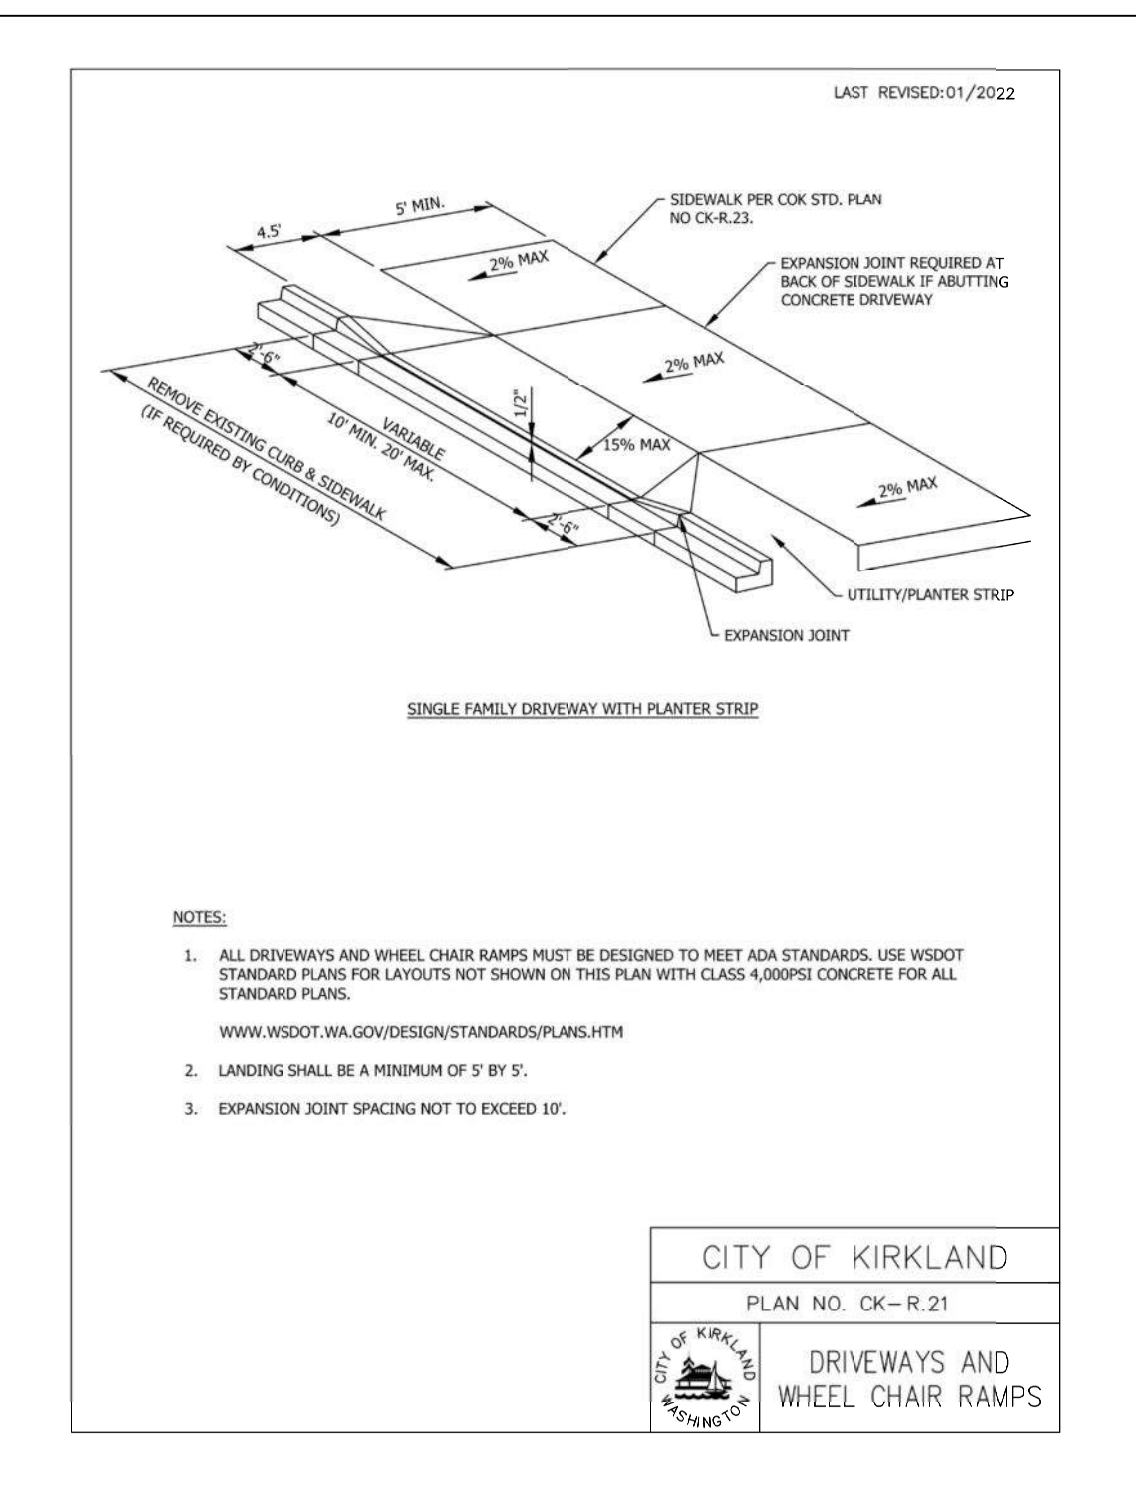 LAST REVISED:01/2022
5' MIN.
4.5'
SIDEWALK PER COK STD. PLAN
NO CK-R.23.
2% MAX
EXPANSION JOINT REQUIRED AT
BACK OF SIDEWALK IF ABUTTING
CONCRETE DRIVEWAY
2'-6"
2% MAX
REMOVE EXISTING CURB & SIDEWALK
(IF REQUIRED BY CONDITIONS)
VARIABLE
10' MIN. 20' MAX.
1/2"
15% MAX
2% MAX
2'-6"
UTILITY/PLANTER STRIP
EXPANSION JOINT
SINGLE FAMILY DRIVEWAY WITH PLANTER STRIP
NOTES:
1. ALL DRIVEWAYS AND WHEEL CHAIR RAMPS MUST BE DESIGNED TO MEET ADA STANDARDS. USE WSDOT
STANDARD PLANS FOR LAYOUTS NOT SHOWN ON THIS PLAN WITH CLASS 4,000PSI CONCRETE FOR ALL
STANDARD PLANS.
WWW.WSDOT.WA.GOV/DESIGN/STANDARDS/PLANS.HTM
2. LANDING SHALL BE A MINIMUM OF 5' BY 5'.
3. EXPANSION JOINT SPACING NOT TO EXCEED 10'.
CITY OF KIRKLAND
PLAN NO. CK-R.21
CITY OF KIRKLAND
WASHINGTON
DRIVEWAYS AND
WHEEL CHAIR RAMPS